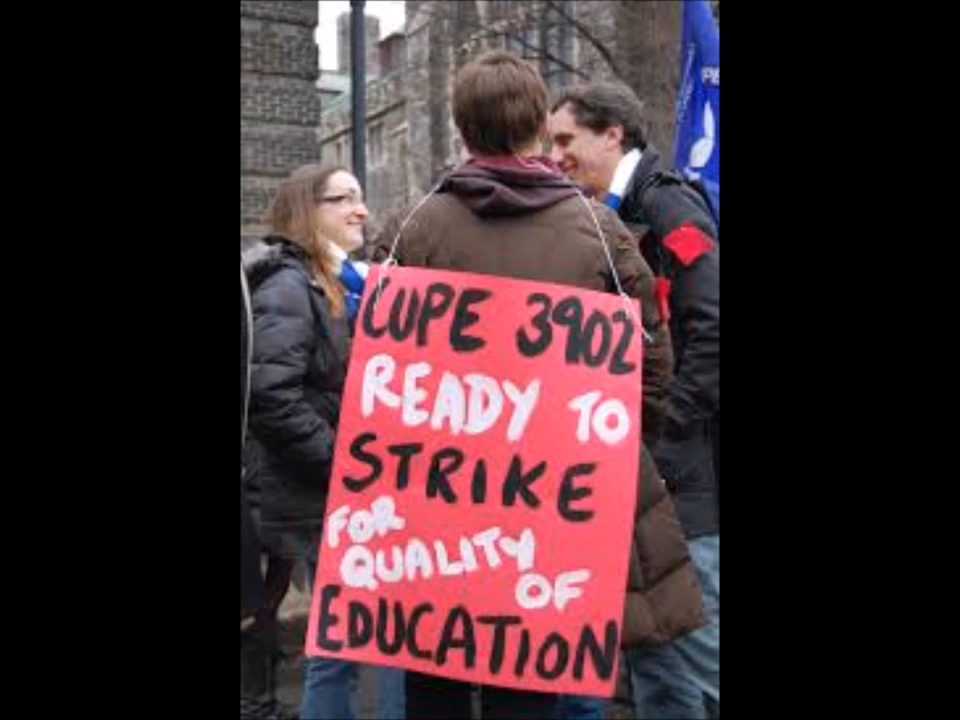 CUPE 3902
READY TO
STRIKE
FOR
QUALITY
OF
EDUCATION